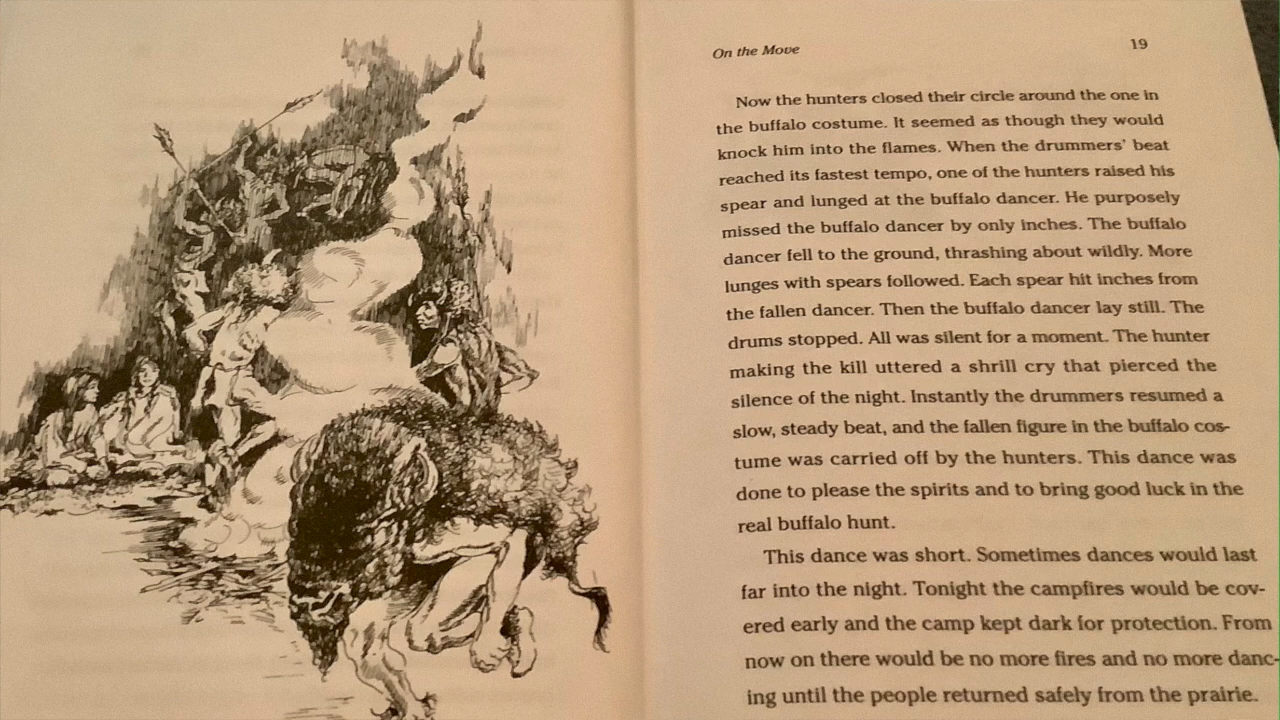 On the Move
19
Now the hunters closed their circle around the one in
the buffalo costume. It seemed as though they would
knock him into the flames. When the drummers' beat
reached its fastest tempo, one of the hunters raised his
spear and lunged at the buffalo dancer. He purposely
missed the buffalo dancer by only inches. The buffalo
dancer fell to the ground, thrashing about wildly. More
lunges with spears followed. Each spear hit inches from
the fallen dancer. Then the buffalo dancer lay still. The
drums stopped. All was silent for a moment. The hunter
making the kill uttered a shrill cry that pierced the
silence of the night. Instantly the drummers resumed a
slow, steady beat, and the fallen figure in the buffalo cos-
tume was carried off by the hunters. This dance was
done to please the spirits and to bring good luck in the
real buffalo hunt.
This dance was short. Sometimes dances would last
far into the night. Tonight the campfires would be cov-
ered early and the camp kept dark for protection. From
now on there would be no more fires and no more danc-
ing until the people returned safely from the prairie.